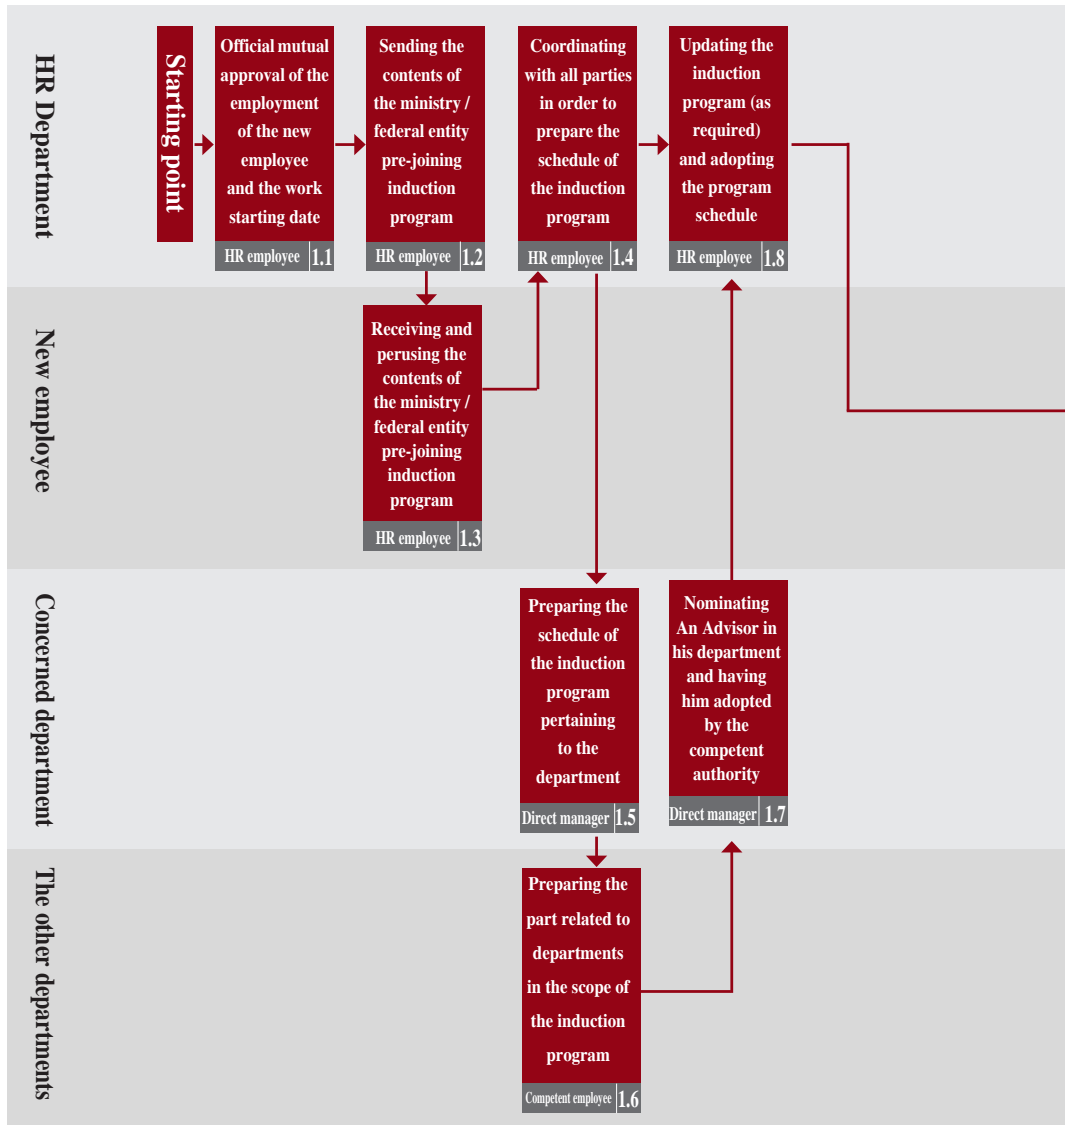 HR Department
Starting point
Official mutual
approval of the
employment
of the new
employee
and the work
starting date
HR employee 1.1
Sending the
contents of
the ministry /
federal entity
pre-joining
induction
program
HR employee 1.2
Coordinating
with all parties
in order to
prepare the
schedule of
the induction
program
HR employee 1.4
Updating the
induction
program (as
required)
and adopting
the program
schedule
HR employee 1.8
New employee
Receiving and
perusing the
contents of
the ministry /
federal entity
pre-joining
induction
program
HR employee 1.3
Concerned department
Preparing the
schedule of
the induction
program
pertaining
to the
department
Direct manager 1.5
Nominating
An Advisor in
his department
and having
him adopted
by the
competent
authority
Direct manager 1.7
The other departments
Preparing the
part related to
departments
in the scope of
the induction
program
Competent employee 1.6